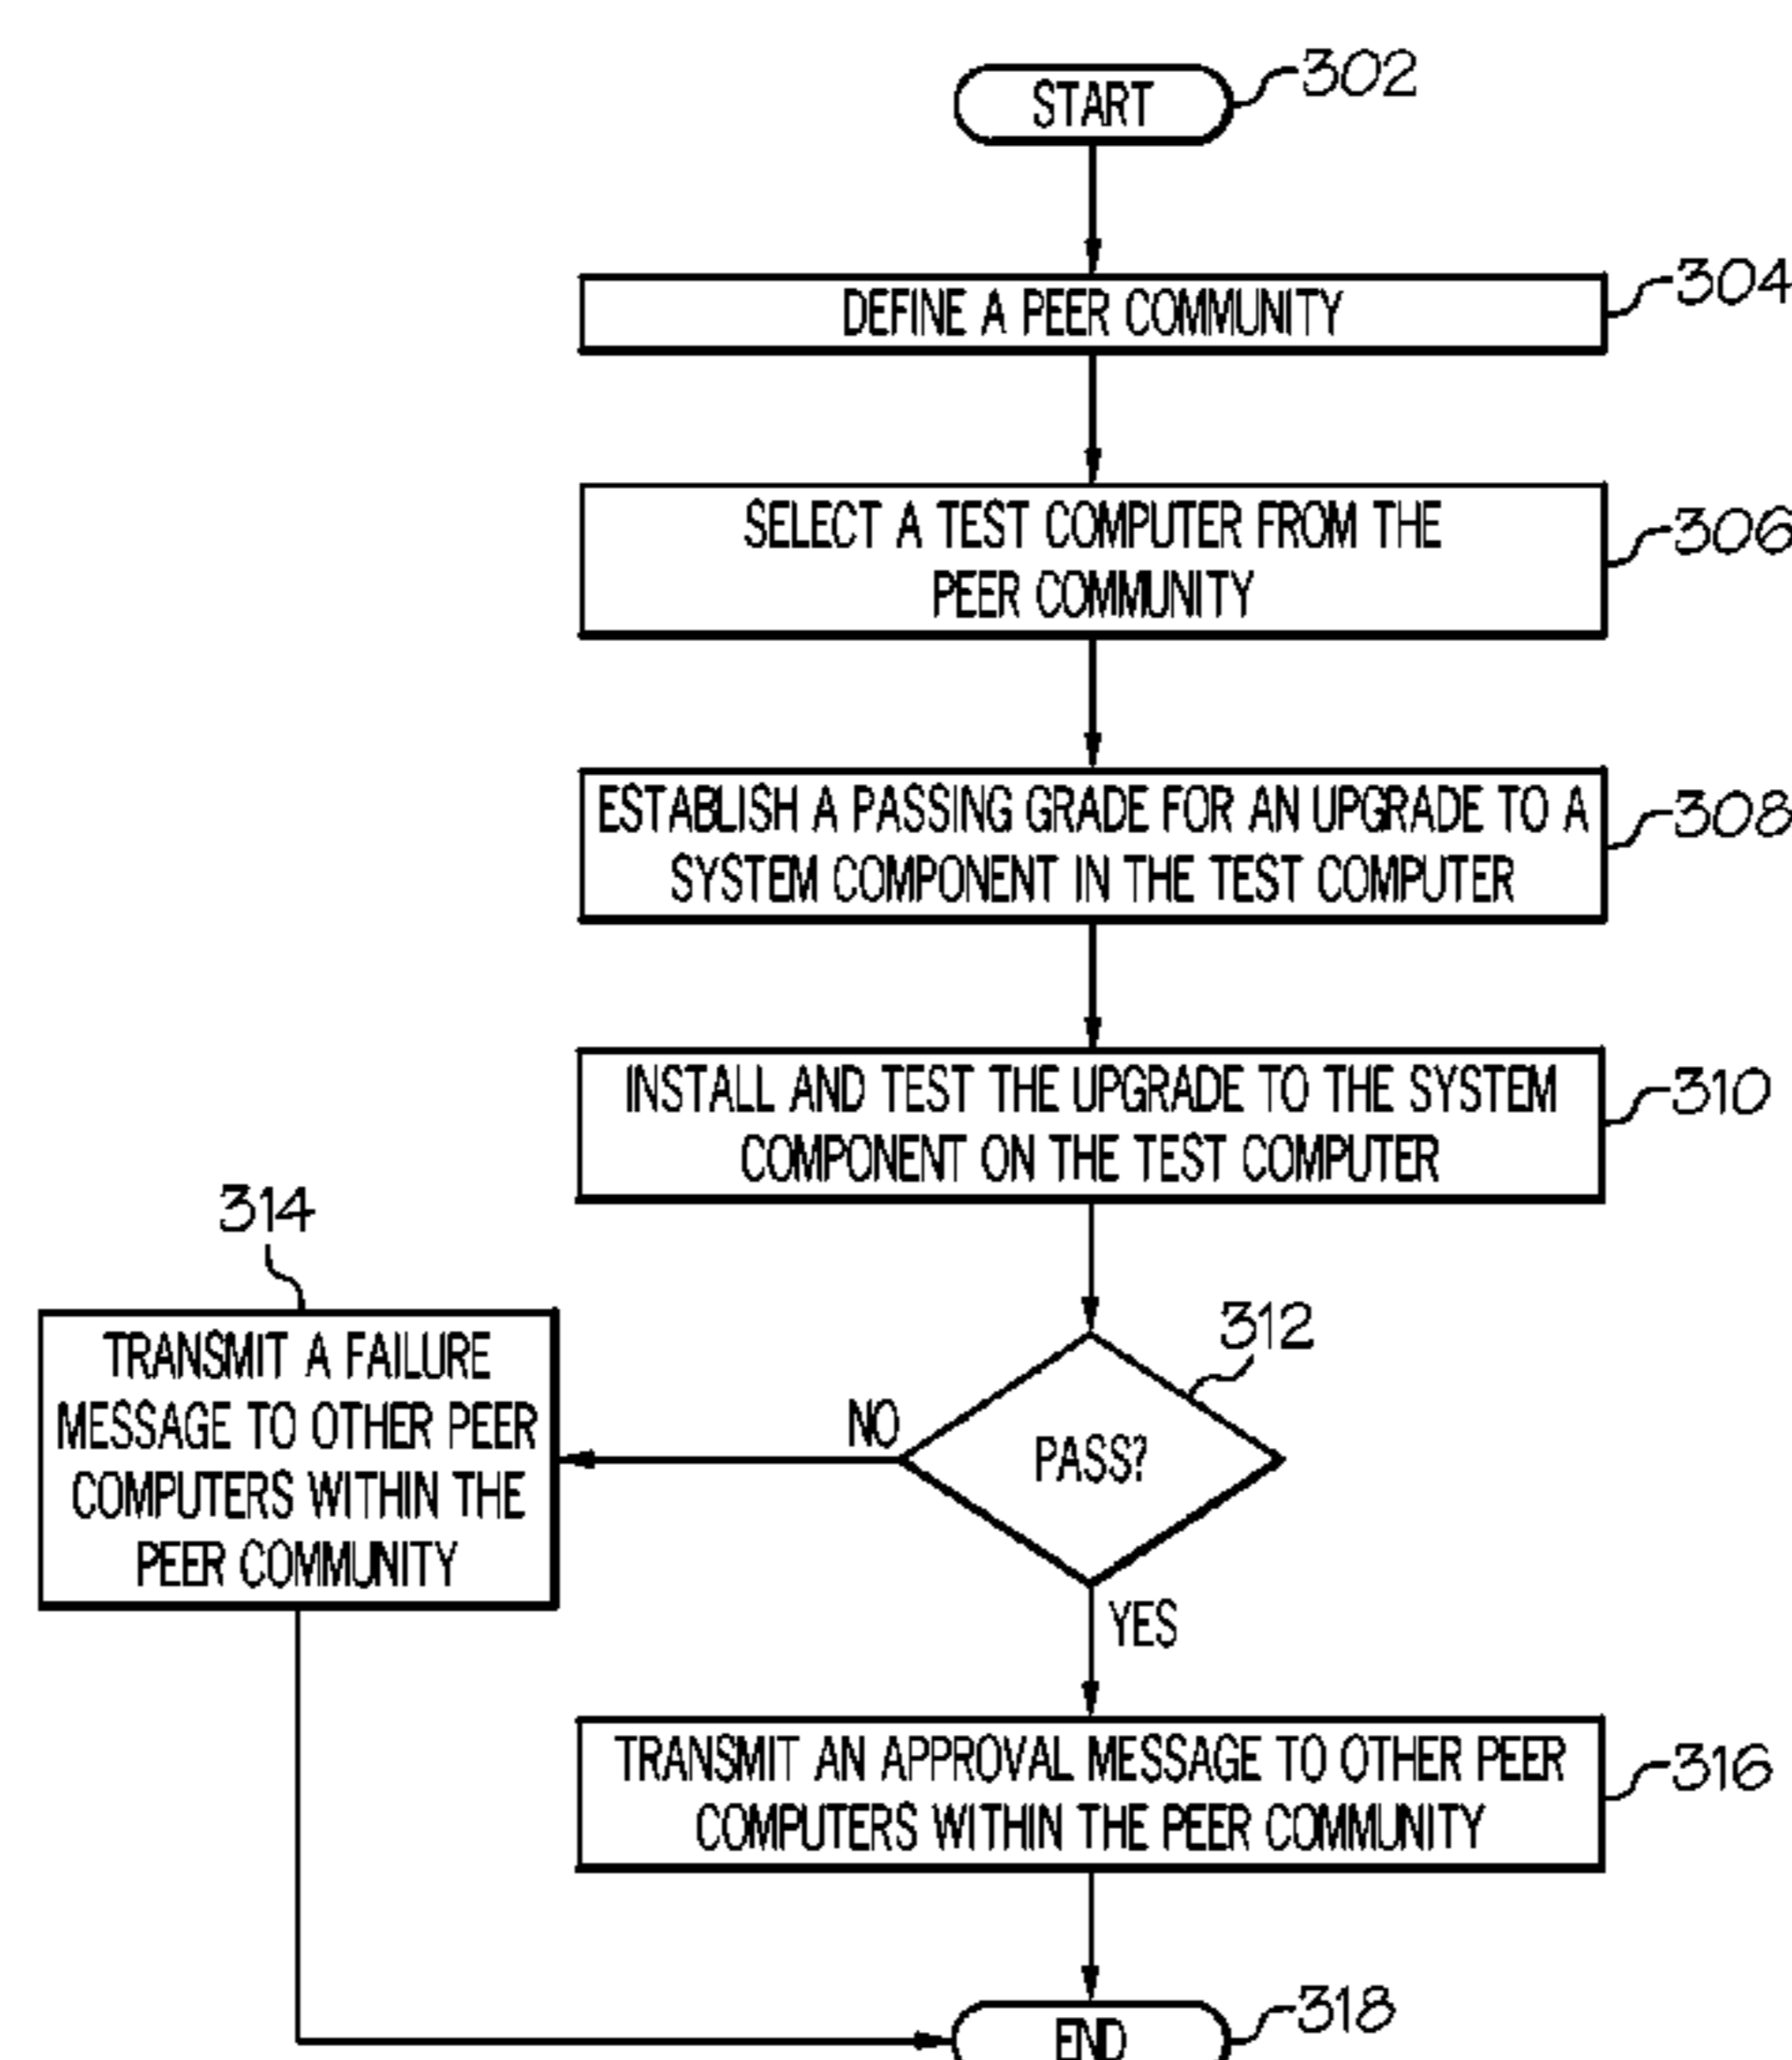 START
302
DEFINE A PEER COMMUNITY
304
SELECT A TEST COMPUTER FROM THE
PEER COMMUNITY
306
ESTABLISH A PASSING GRADE FOR AN UPGRADE TO A
SYSTEM COMPONENT IN THE TEST COMPUTER
308
INSTALL AND TEST THE UPGRADE TO THE SYSTEM
COMPONENT ON THE TEST COMPUTER
310
314
TRANSMIT A FAILURE
MESSAGE TO OTHER PEER
COMPUTERS WITHIN THE
PEER COMMUNITY
NO
312
PASS?
YES
TRANSMIT AN APPROVAL MESSAGE TO OTHER PEER
COMPUTERS WITHIN THE PEER COMMUNITY
316
END
318